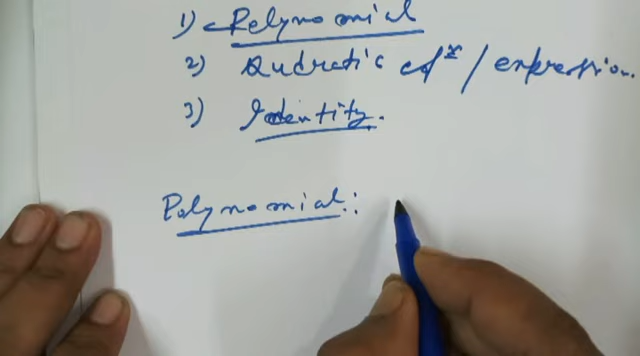 1) Polynomial
2) Qudratic eqⁿ / expression.
3) Identity.
Polynomial: